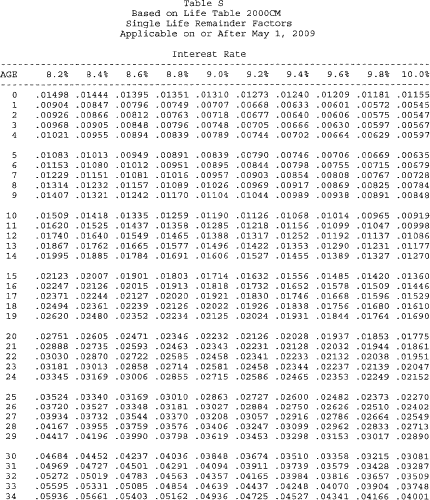 Table S
Based on Life Table 2000CM
Single Life Remainder Factors
Applicable on or After May 1, 2009
Interest Rate
AGE 8.2% 8.4% 8.6% 8.8% 9.0% 9.2% 9.4% 9.6% 9.8% 10.0%
0 .01498 .01444 .01395 .01351 .01310 .01273 .01240 .01209 .01181 .01155
1 .00904 .00847 .00796 .00749 .00707 .00668 .00633 .00601 .00572 .00545
2 .00926 .00866 .00812 .00763 .00718 .00677 .00640 .00606 .00575 .00547
3 .00968 .00905 .00848 .00796 .00748 .00705 .00666 .00630 .00597 .00567
4 .01021 .00955 .00894 .00839 .00789 .00744 .00702 .00664 .00629 .00597
5 .01083 .01013 .00949 .00891 .00839 .00790 .00746 .00706 .00669 .00635
6 .01153 .01080 .01012 .00951 .00895 .00844 .00798 .00755 .00715 .00679
7 .01229 .01151 .01081 .01016 .00957 .00903 .00854 .00808 .00767 .00728
8 .01314 .01232 .01157 .01089 .01026 .00969 .00917 .00869 .00825 .00784
9 .01407 .01321 .01242 .01170 .01104 .01044 .00989 .00938 .00891 .00848
10 .01509 .01418 .01335 .01259 .01190 .01126 .01068 .01014 .00965 .00919
11 .01620 .01525 .01437 .01358 .01285 .01218 .01156 .01099 .01047 .00998
12 .01740 .01640 .01549 .01465 .01388 .01317 .01252 .01192 .01137 .01086
13 .01867 .01762 .01665 .01577 .01496 .01422 .01353 .01290 .01231 .01177
14 .01995 .01885 .01784 .01691 .01606 .01527 .01455 .01389 .01327 .01270
15 .02123 .02007 .01901 .01803 .01714 .01632 .01556 .01485 .01420 .01360
16 .02247 .02126 .02015 .01913 .01818 .01732 .01652 .01578 .01509 .01446
17 .02371 .02244 .02127 .02020 .01921 .01830 .01746 .01668 .01596 .01529
18 .02494 .02361 .02239 .02126 .02022 .01926 .01838 .01756 .01680 .01610
19 .02620 .02480 .02352 .02234 .02125 .02024 .01931 .01844 .01764 .01690
20 .02751 .02605 .02471 .02346 .02232 .02126 .02028 .01937 .01853 .01775
21 .02888 .02735 .02593 .02463 .02343 .02231 .02128 .02032 .01944 .01861
22 .03030 .02870 .02722 .02585 .02458 .02341 .02233 .02132 .02038 .01951
23 .03181 .03013 .02858 .02714 .02581 .02458 .02344 .02237 .02139 .02047
24 .03345 .03169 .03006 .02855 .02715 .02586 .02465 .02353 .02249 .02152
25 .03524 .03340 .03169 .03010 .02863 .02727 .02600 .02482 .02373 .02270
26 .03720 .03527 .03348 .03181 .03027 .02884 .02750 .02626 .02510 .02402
27 .03934 .03732 .03544 .03370 .03208 .03057 .02916 .02786 .02664 .02549
28 .04167 .03955 .03759 .03576 .03406 .03247 .03099 .02962 .02833 .02713
29 .04417 .04196 .03990 .03798 .03619 .03453 .03298 .03153 .03017 .02890
30 .04684 .04452 .04237 .04036 .03848 .03674 .03510 .03358 .03215 .03081
31 .04969 .04727 .04501 .04291 .04094 .03911 .03739 .03579 .03428 .03287
32 .05272 .05019 .04783 .04563 .04357 .04165 .03984 .03816 .03657 .03509
33 .05595 .05331 .05085 .04854 .04639 .04437 .04248 .04070 .03904 .03748
34 .05936 .05661 .05403 .05162 .04936 .04725 .04527 .04341 .04166 .04001